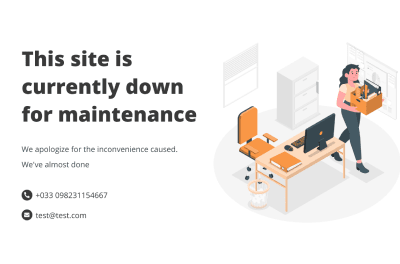 This site is
currently down
for maintenance
We apologize for the inconvenience caused.
We've almost done
+033 098231154667
test@test.com